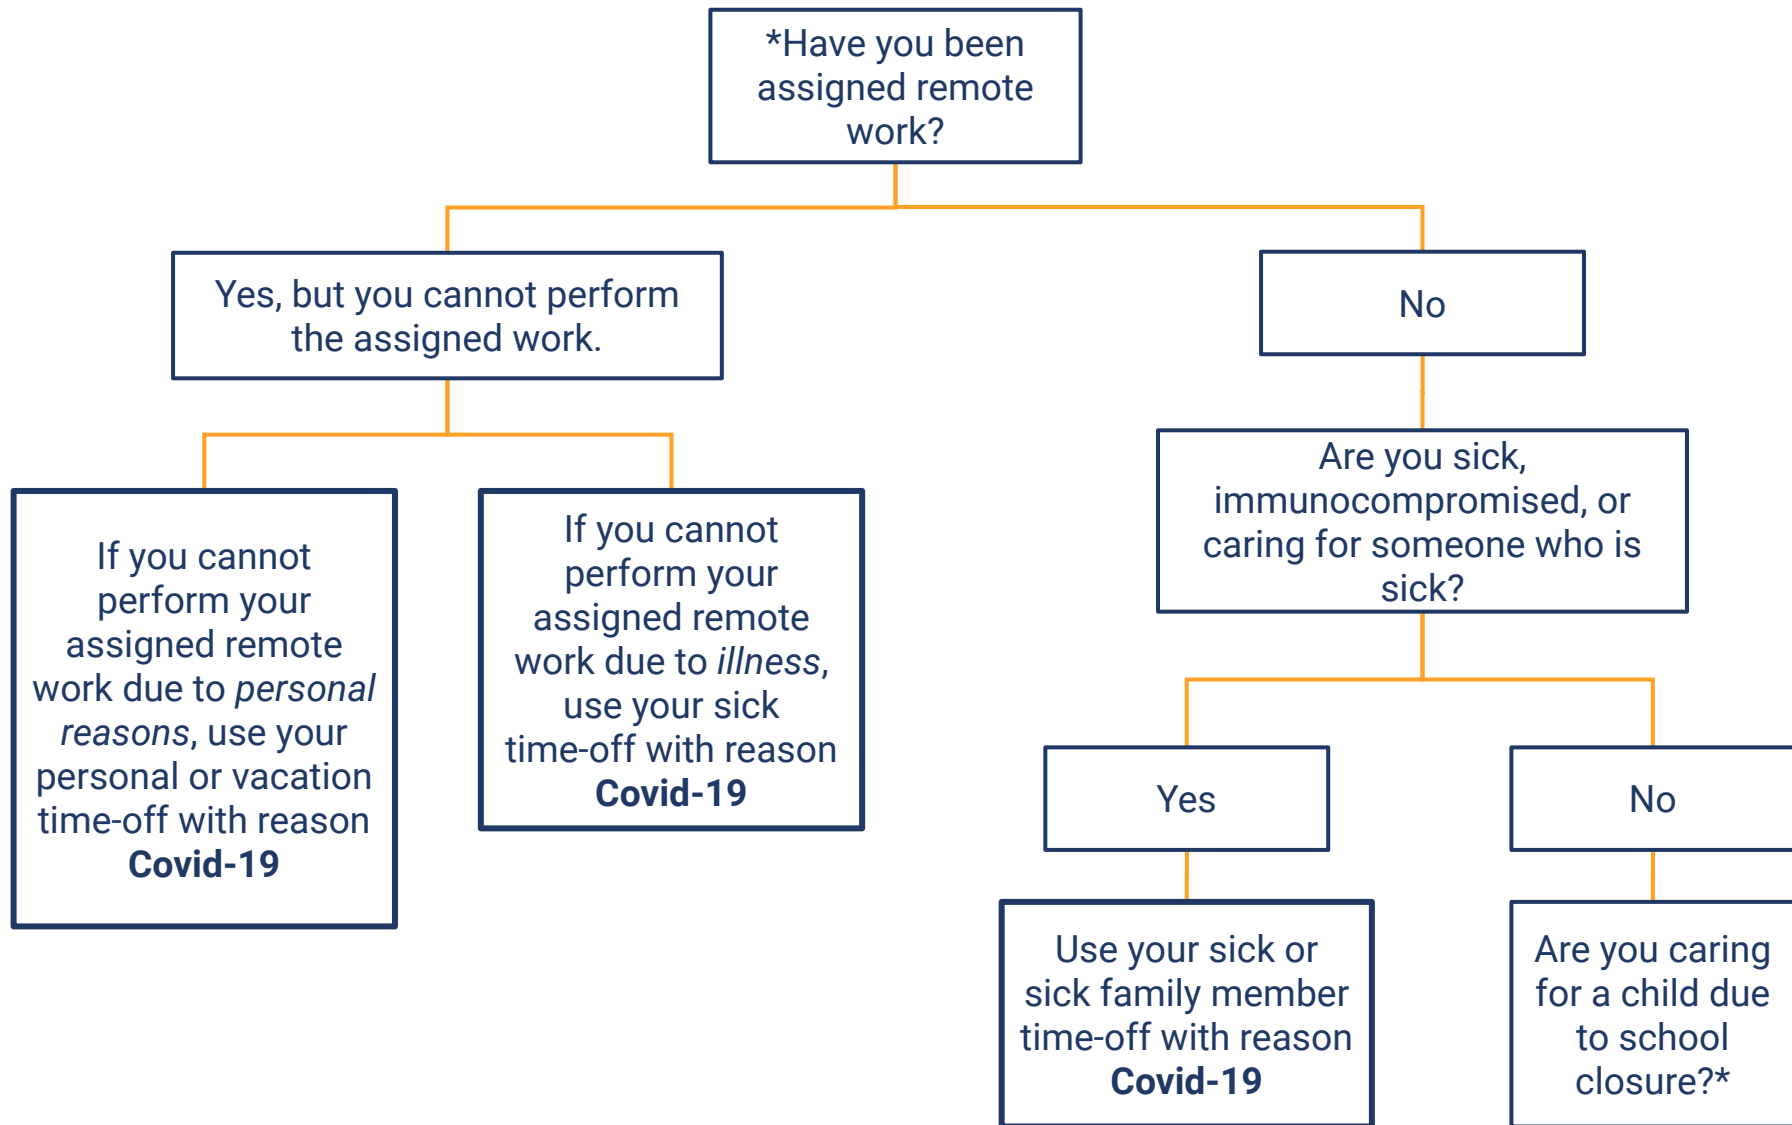 *Have you been
assigned remote
work?
Yes, but you cannot perform
the assigned work.
No
If you cannot
perform your
assigned remote
work due to personal
reasons, use your
personal or vacation
time-off with reason
Covid-19
If you cannot
perform your
assigned remote
work due to illness,
use your sick
time-off with reason
Covid-19
Are you sick,
immunocompromised, or
caring for someone who is
sick?
Yes
No
Use your sick or
sick family member
time-off with reason
Covid-19
Are you caring
for a child due
to school
closure?*